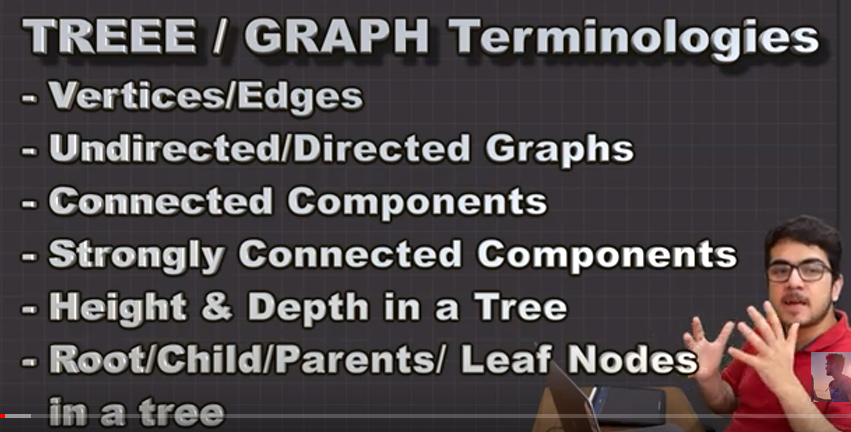 TREEE / GRAPH Terminologies
- Vertices/Edges
- Undirected/Directed Graphs
- Connected Components
- Strongly Connected Components
- Height & Depth in a Tree
- Root/Child/Parents/ Leaf Nodes
in a tree